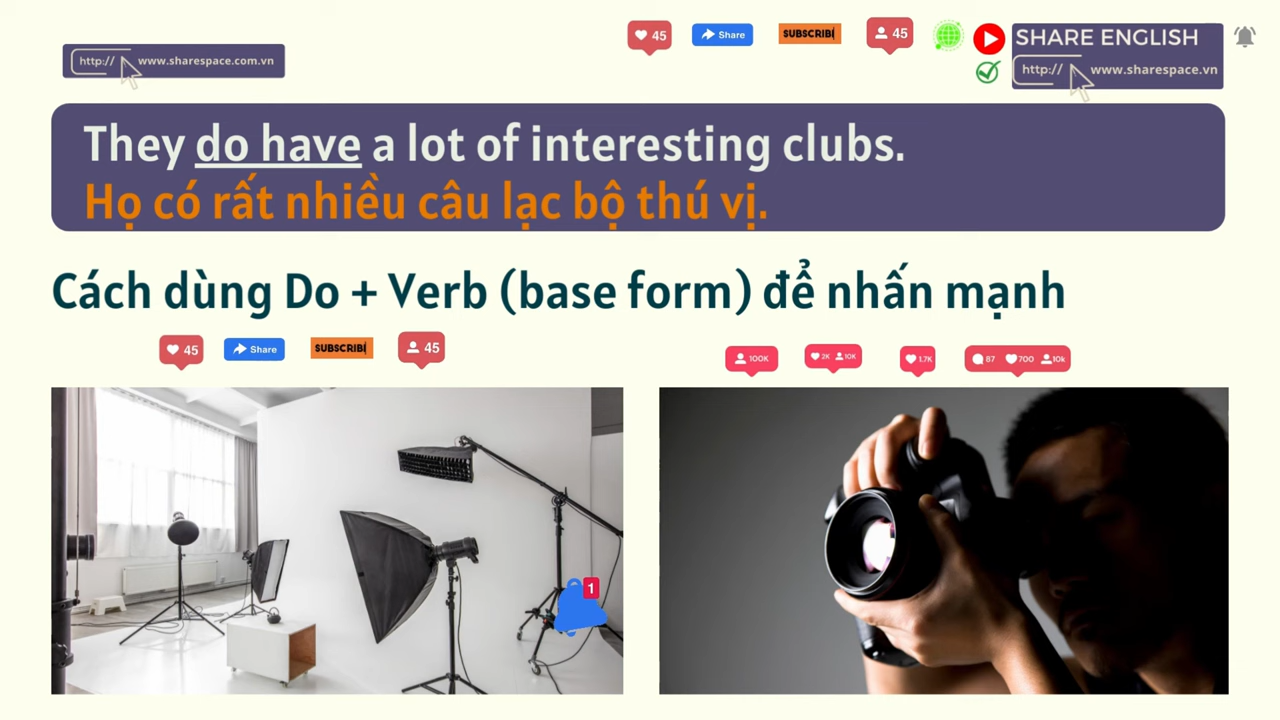 45
Share
SUBSCRIBI
45
SHARE ENGLISH
http://
www.sharespace.com.vn
http://
www.sharespace.vn
They do have a lot of interesting clubs.
Họ có rất nhiều câu lạc bộ thú vị.
Cách dùng Do + Verb (base form) để nhấn mạnh
45
Share
SUBSCRIBI
45
100K
2K 10K
1.7K
87 700 10k
1